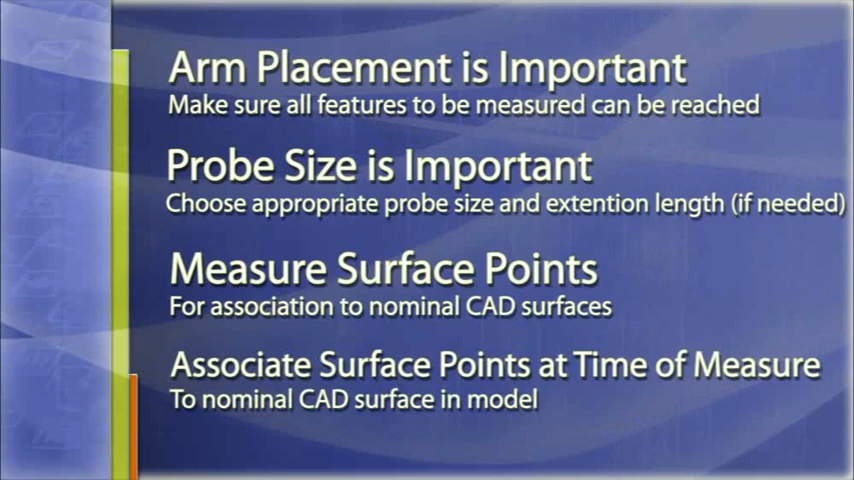 Arm Placement is Important
Make sure all features to be measured can be reached
Probe Size is Important
Choose appropriate probe size and extention length (if needed)
Measure Surface Points
For association to nominal CAD surfaces
Associate Surface Points at Time of Measure
To nominal CAD surface in model